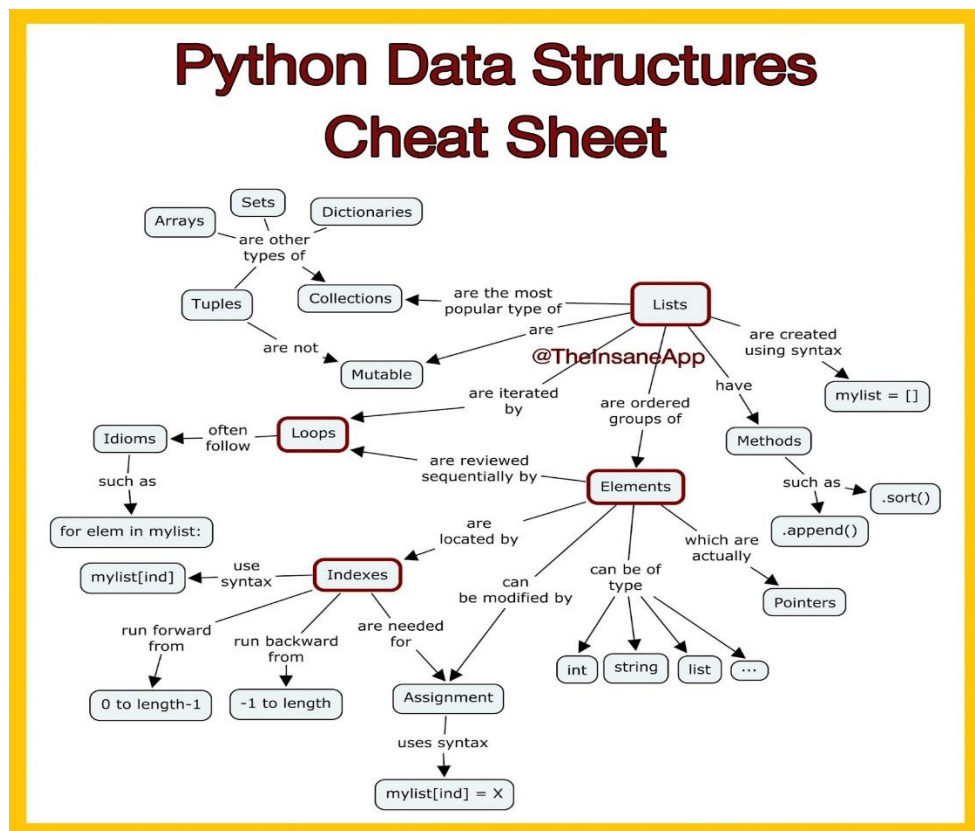 Python Data Structures
Cheat Sheet
Sets
Arrays
Dictionaries
are other
types of
Tuples
Collections
are the most
popular type of
Lists
are not
are
Mutable
@TheInsaneApp
are created
using syntax
mylist = []
are iterated
by
have
are ordered
groups of
Idioms
often
follow
Loops
Methods
are reviewed
sequentially by
Elements
such as
such as
.sort()
.append()
for elem in mylist:
are
located by
which are
actually
mylist[ind]
use
syntax
Indexes
can
be modified by
can be of
type
Pointers
run forward
from
run backward
from
are needed
for
int
string
list
...
0 to length-1
-1 to length
Assignment
uses syntax
mylist[ind] = X